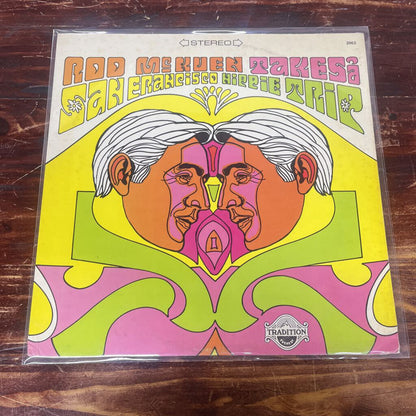 STEREO
2063
ROD McKUEN TAKES A
SAN FRANCISCO HIPPIE TRIP
TRADITION